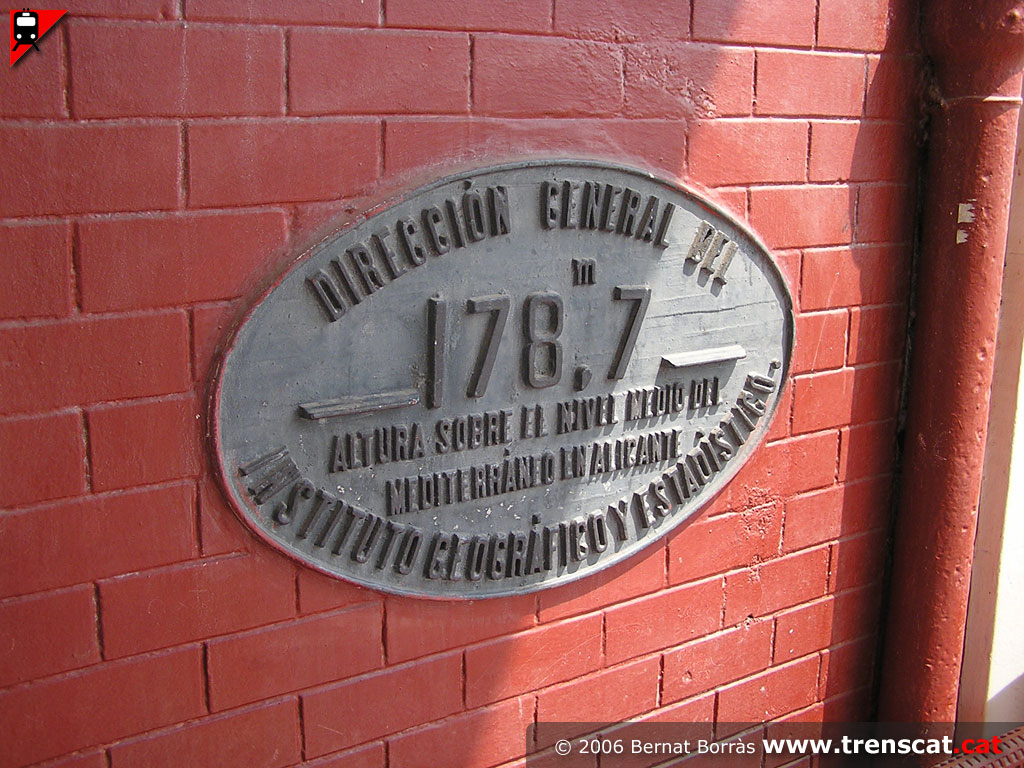 DIRECCIÓN GENERAL DEL
178,ᵐ7
ALTURA SOBRE EL NIVEL MEDIO DEL
MEDITERRÁNEO EN ALICANTE
INSTITUTO GEOGRÁFICO Y ESTADÍSTICO.
© 2006 Bernat Borràs www.trenscat.cat